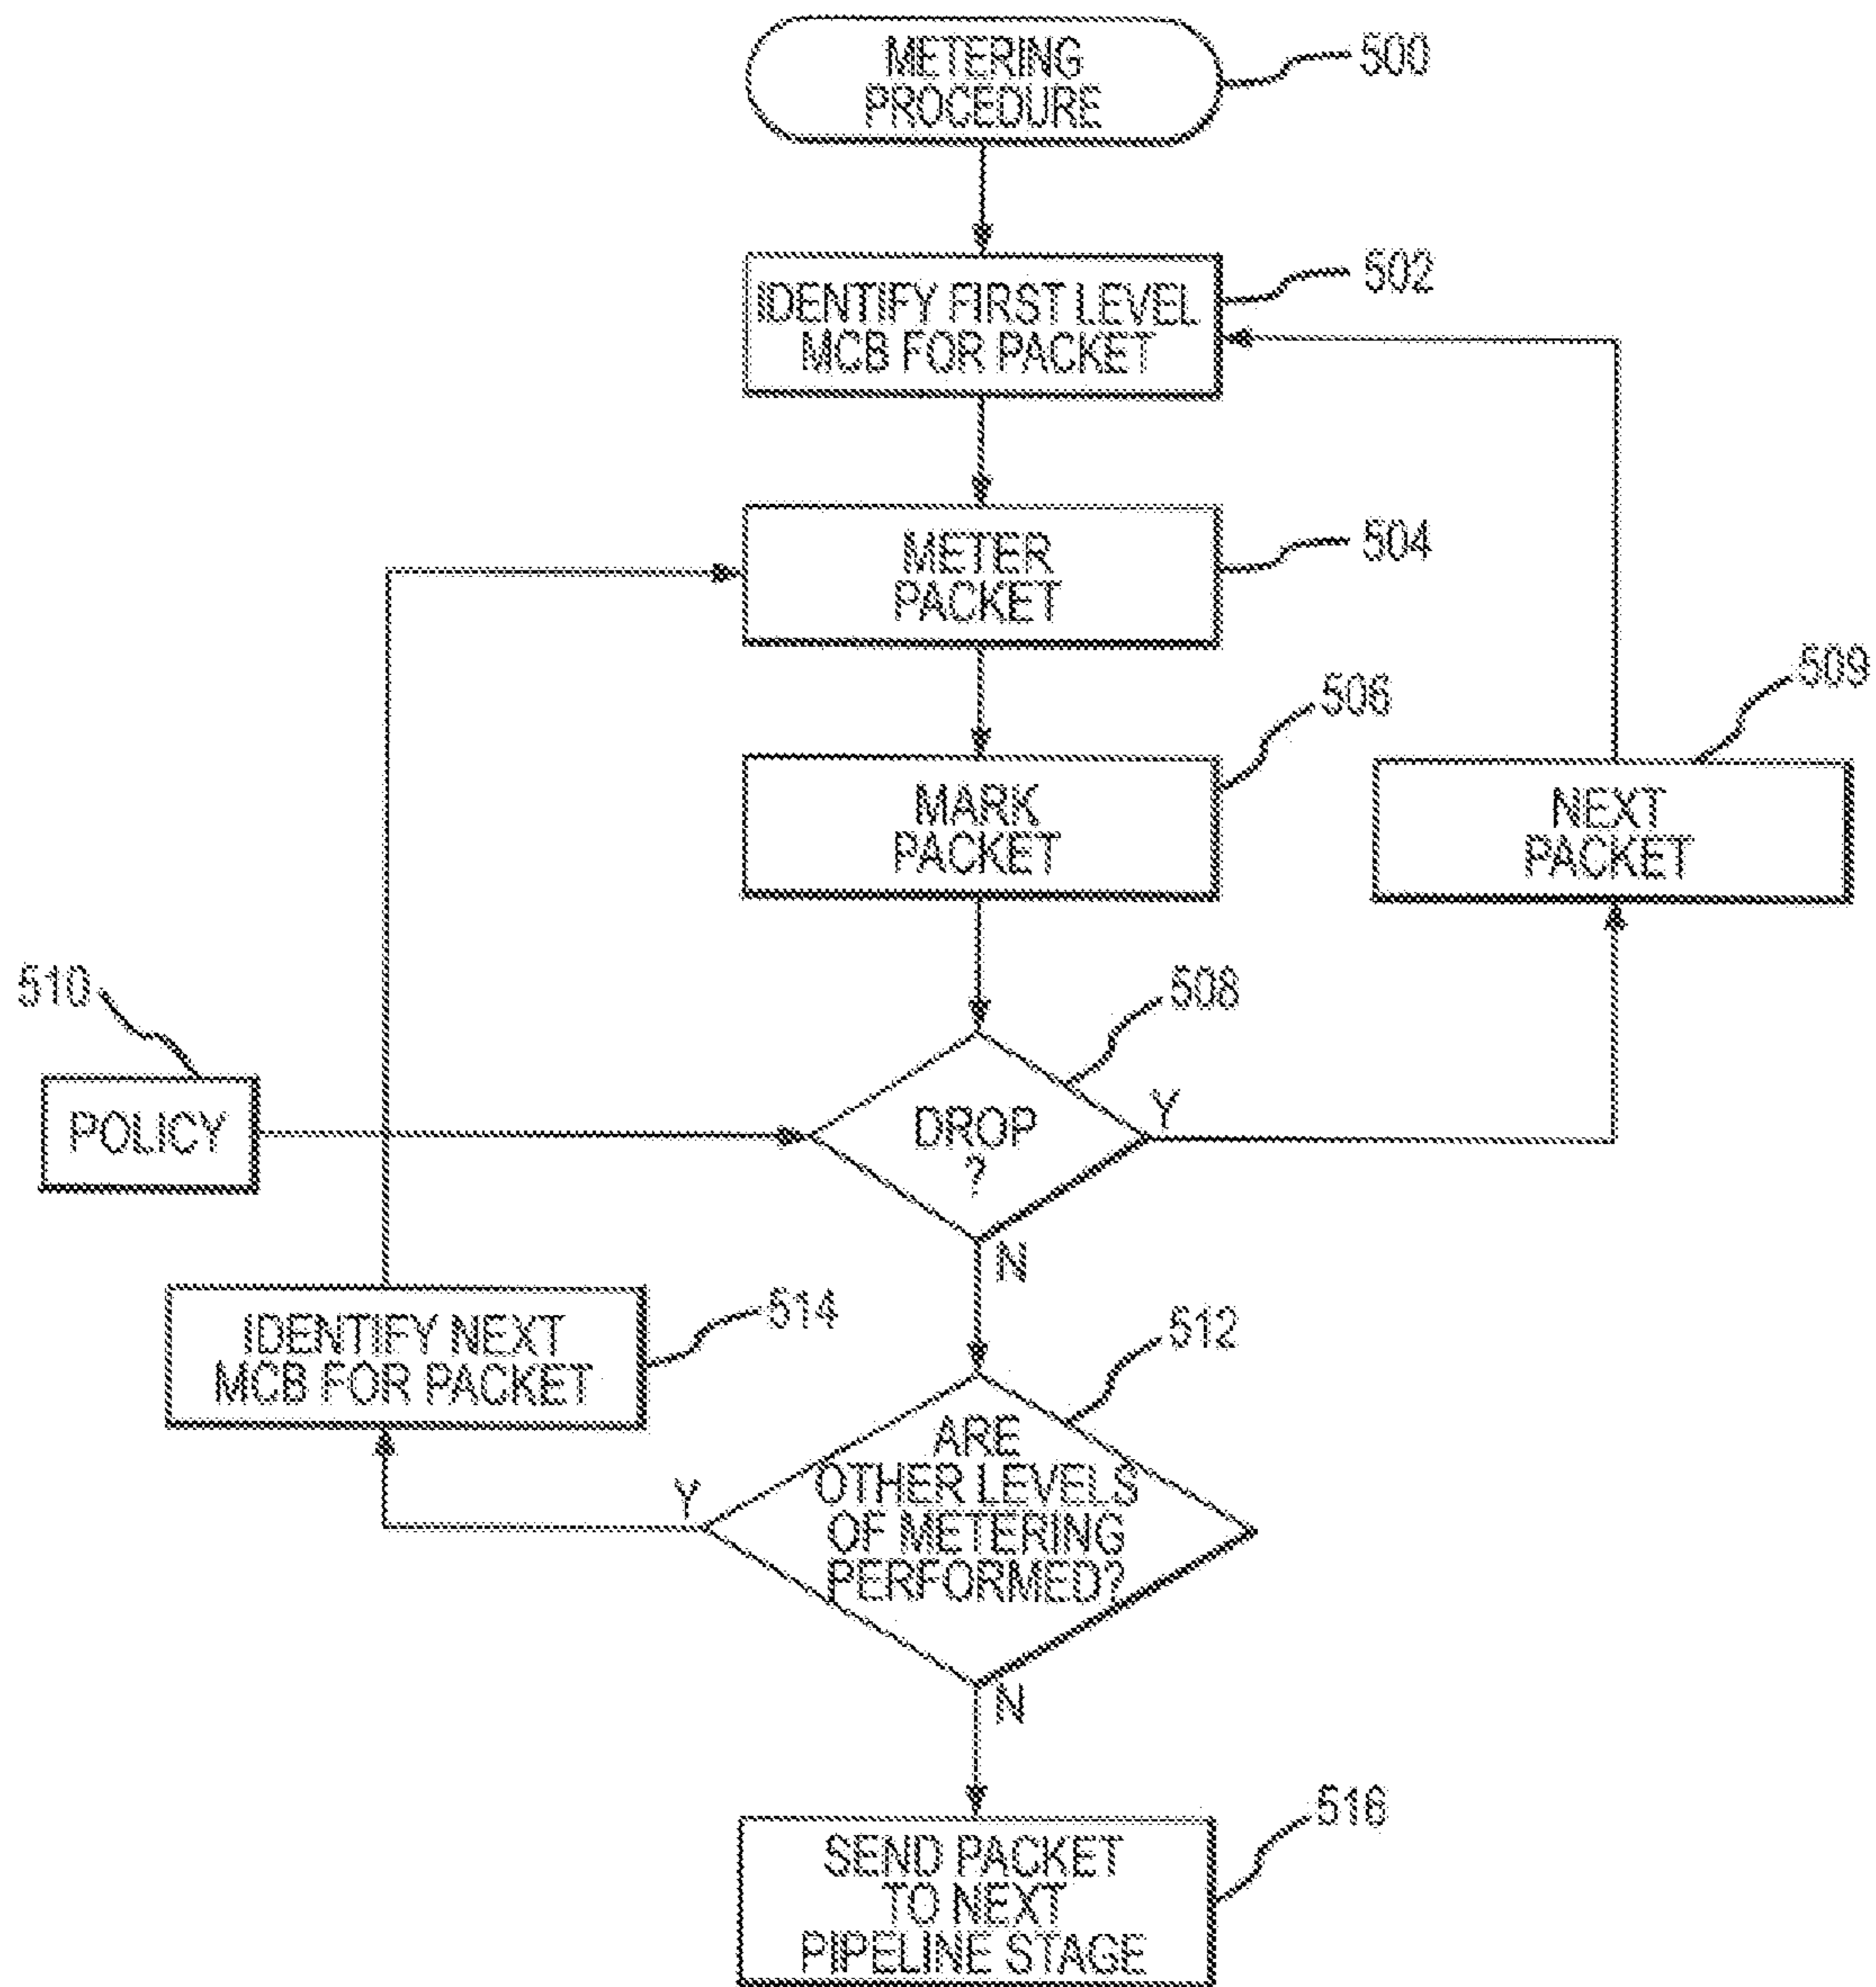 METERING
PROCEDURE
500
IDENTIFY FIRST LEVEL
MCB FOR PACKET
502
METER
PACKET
504
MARK
PACKET
506
NEXT
PACKET
509
510
POLICY
DROP
?
508
Y
N
IDENTIFY NEXT
MCB FOR PACKET
514
ARE
OTHER LEVELS
OF METERING
PERFORMED?
512
Y
N
SEND PACKET
TO NEXT
PIPELINE STAGE
516